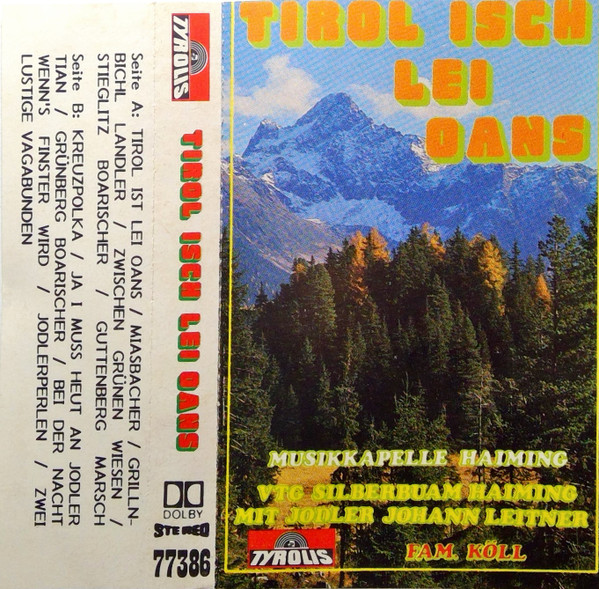 Seite A: TIROL IST LEI OANS / MIASBACHER / GRILLN-
BICHL LANDLER / ZWISCHEN GRÜNEN WIESEN /
STIEGLITZ BOARISCHER / GUTTENBERG MARSCH
Seite B: KREUZPOLKA / JA I MUSS HEUT AN JODLER
TIAN / GRÜNBERG BOARISCHER / BEI DER NACHT
WENN'S FINSTER WIRD / JODLERPERLEN / ZWEI
LUSTIGE VAGABUNDEN
TYROLIS
TIROL ISCH LEI OANS
DOLBY
STEREO
77386
TIROL ISCH
LEI
OANS
MUSIKKAPELLE HAIMING
VTG SILBERBUAM HAIMING
MIT JODLER JOHANN LEITNER
FAM KÖLL
TYROLIS